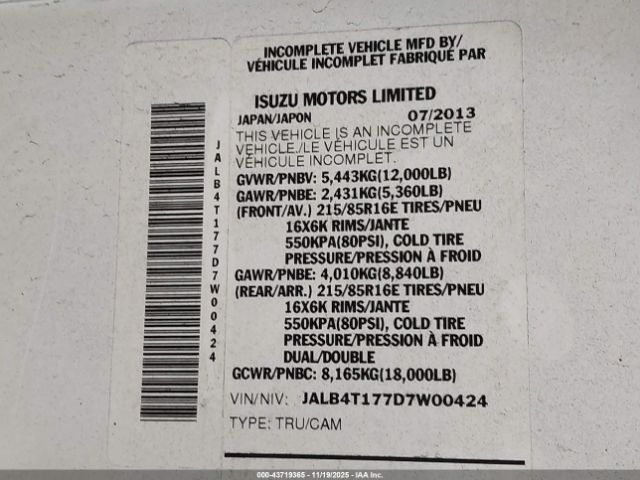 INCOMPLETE VEHICLE MFD BY/
VÉHICULE INCOMPLET FABRIQUÉ PAR
ISUZU MOTORS LIMITED
JAPAN/JAPON 07/2013
THIS VEHICLE IS AN INCOMPLETE
VEHICLE./LE VÉHICULE EST UN
VÉHICULE INCOMPLET.
GVWR/PNBV: 5,443KG(12,000LB)
GAWR/PNBE: 2,431KG(5,360LB)
(FRONT/AV.) 215/85R16E TIRES/PNEU
16X6K RIMS/JANTE
550KPA(80PSI), COLD TIRE
PRESSURE/PRESSION À FROID
GAWR/PNBE: 4,010KG(8,840LB)
(REAR/ARR.) 215/85R16E TIRES/PNEU
16X6K RIMS/JANTE
550KPA(80PSI), COLD TIRE
PRESSURE/PRESSION À FROID
DUAL/DOUBLE
GCWR/PNBC: 8,165KG(18,000LB)
VIN/NIV: JALB4T177D7W00424
TYPE: TRU/CAM
JALB4T177D7W00424
000-43719365 - 11/19/2025 - IAA Inc.